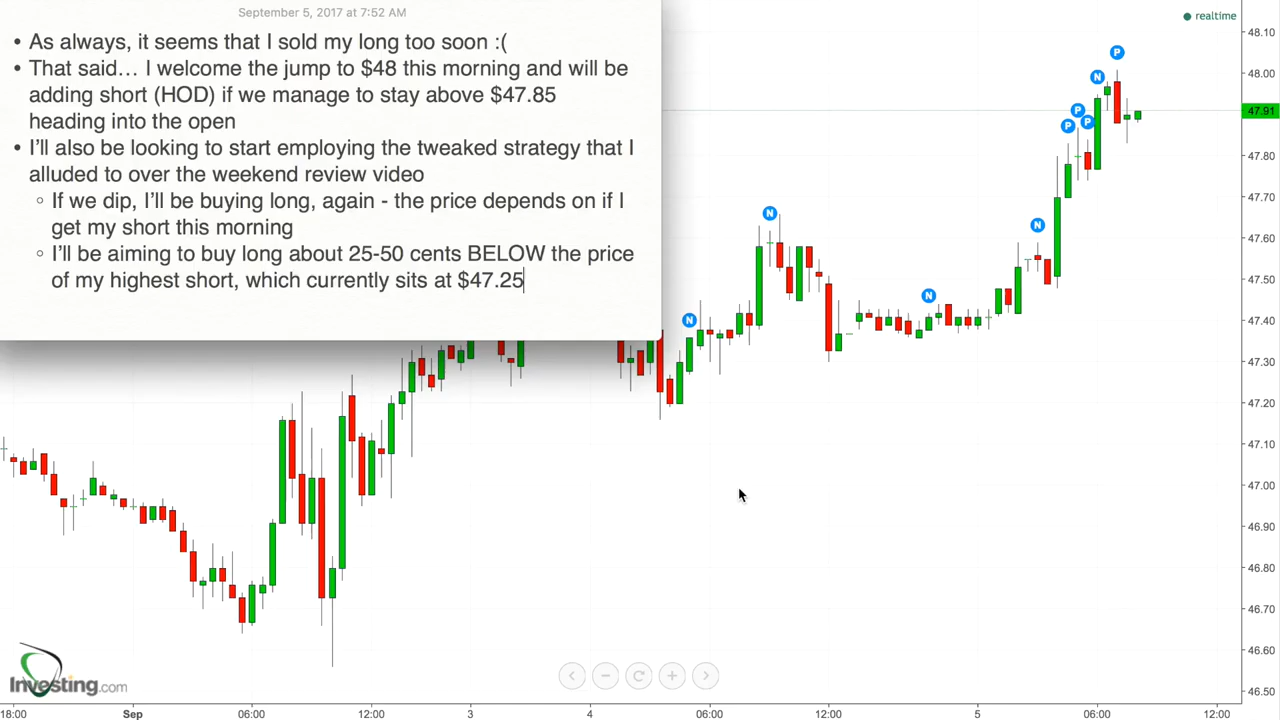 September 5, 2017 at 7:52 AM
• As always, it seems that I sold my long too soon :(
• That said… I welcome the jump to $48 this morning and will be
adding short (HOD) if we manage to stay above $47.85
heading into the open
• I’ll also be looking to start employing the tweaked strategy that I
alluded to over the weekend review video
◦ If we dip, I’ll be buying long, again - the price depends on if I
get my short this morning
◦ I’ll be aiming to buy long about 25-50 cents BELOW the price
of my highest short, which currently sits at $47.25
realtime
48.10
P
48.00
N
P
47.91
P
P
47.80
47.70
N
N
47.60
47.50
N
N
47.40
47.30
47.20
47.10
47.00
46.90
46.80
46.70
46.60
46.50
Investing.com
18:00
Sep
06:00
12:00
3
4
06:00
12:00
5
06:00
12:00